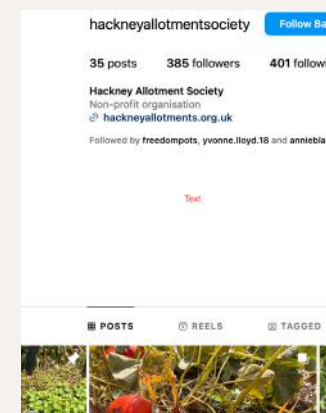 hackneyallotmentsociety Follow Ba
35 posts 385 followers 401 followi
Hackney Allotment Society
Non-profit organisation
hackneyallotments.org.uk
Followed by freedompots, yvonne.lloyd.18 and anniebla
Text
POSTS REELS TAGGED